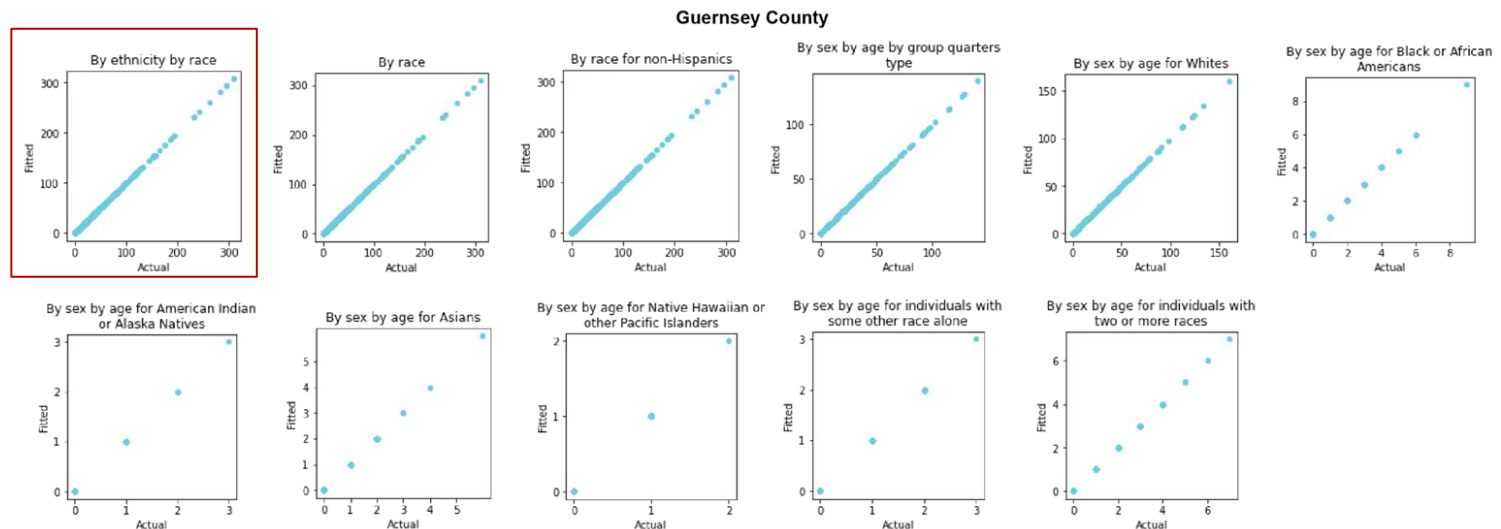 Guernsey County
By ethnicity by race
300
200
100
0
Fitted
0 100 200 300
Actual
By race
300
200
100
0
Fitted
0 100 200 300
Actual
By race for non-Hispanics
300
200
100
0
Fitted
0 100 200 300
Actual
By sex by age by group quarters
type
100
50
0
Fitted
0 50 100
Actual
By sex by age for Whites
150
100
50
0
Fitted
0 50 100 150
Actual
By sex by age for Black or African
Americans
8
6
4
2
0
Fitted
0 2 4 6 8
Actual
By sex by age for American Indian
or Alaska Natives
3
2
1
0
Fitted
0 1 2 3
Actual
By sex by age for Asians
5
4
3
2
1
0
Fitted
0 1 2 3 4 5
Actual
By sex by age for Native Hawaiian or
other Pacific Islanders
2
1
0
Fitted
0 1 2
Actual
By sex by age for individuals with
some other race alone
3
2
1
0
Fitted
0 1 2 3
Actual
By sex by age for individuals with
two or more races
6
4
2
0
Fitted
0 2 4 6
Actual